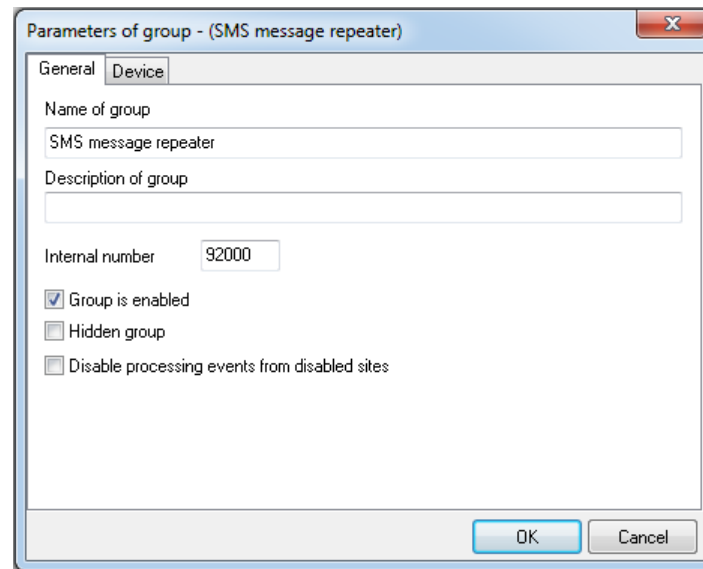 Parameters of group - (SMS message repeater)
General Device
Name of group
SMS message repeater
Description of group
Internal number 92000
Group is enabled
Hidden group
Disable processing events from disabled sites
OK Cancel